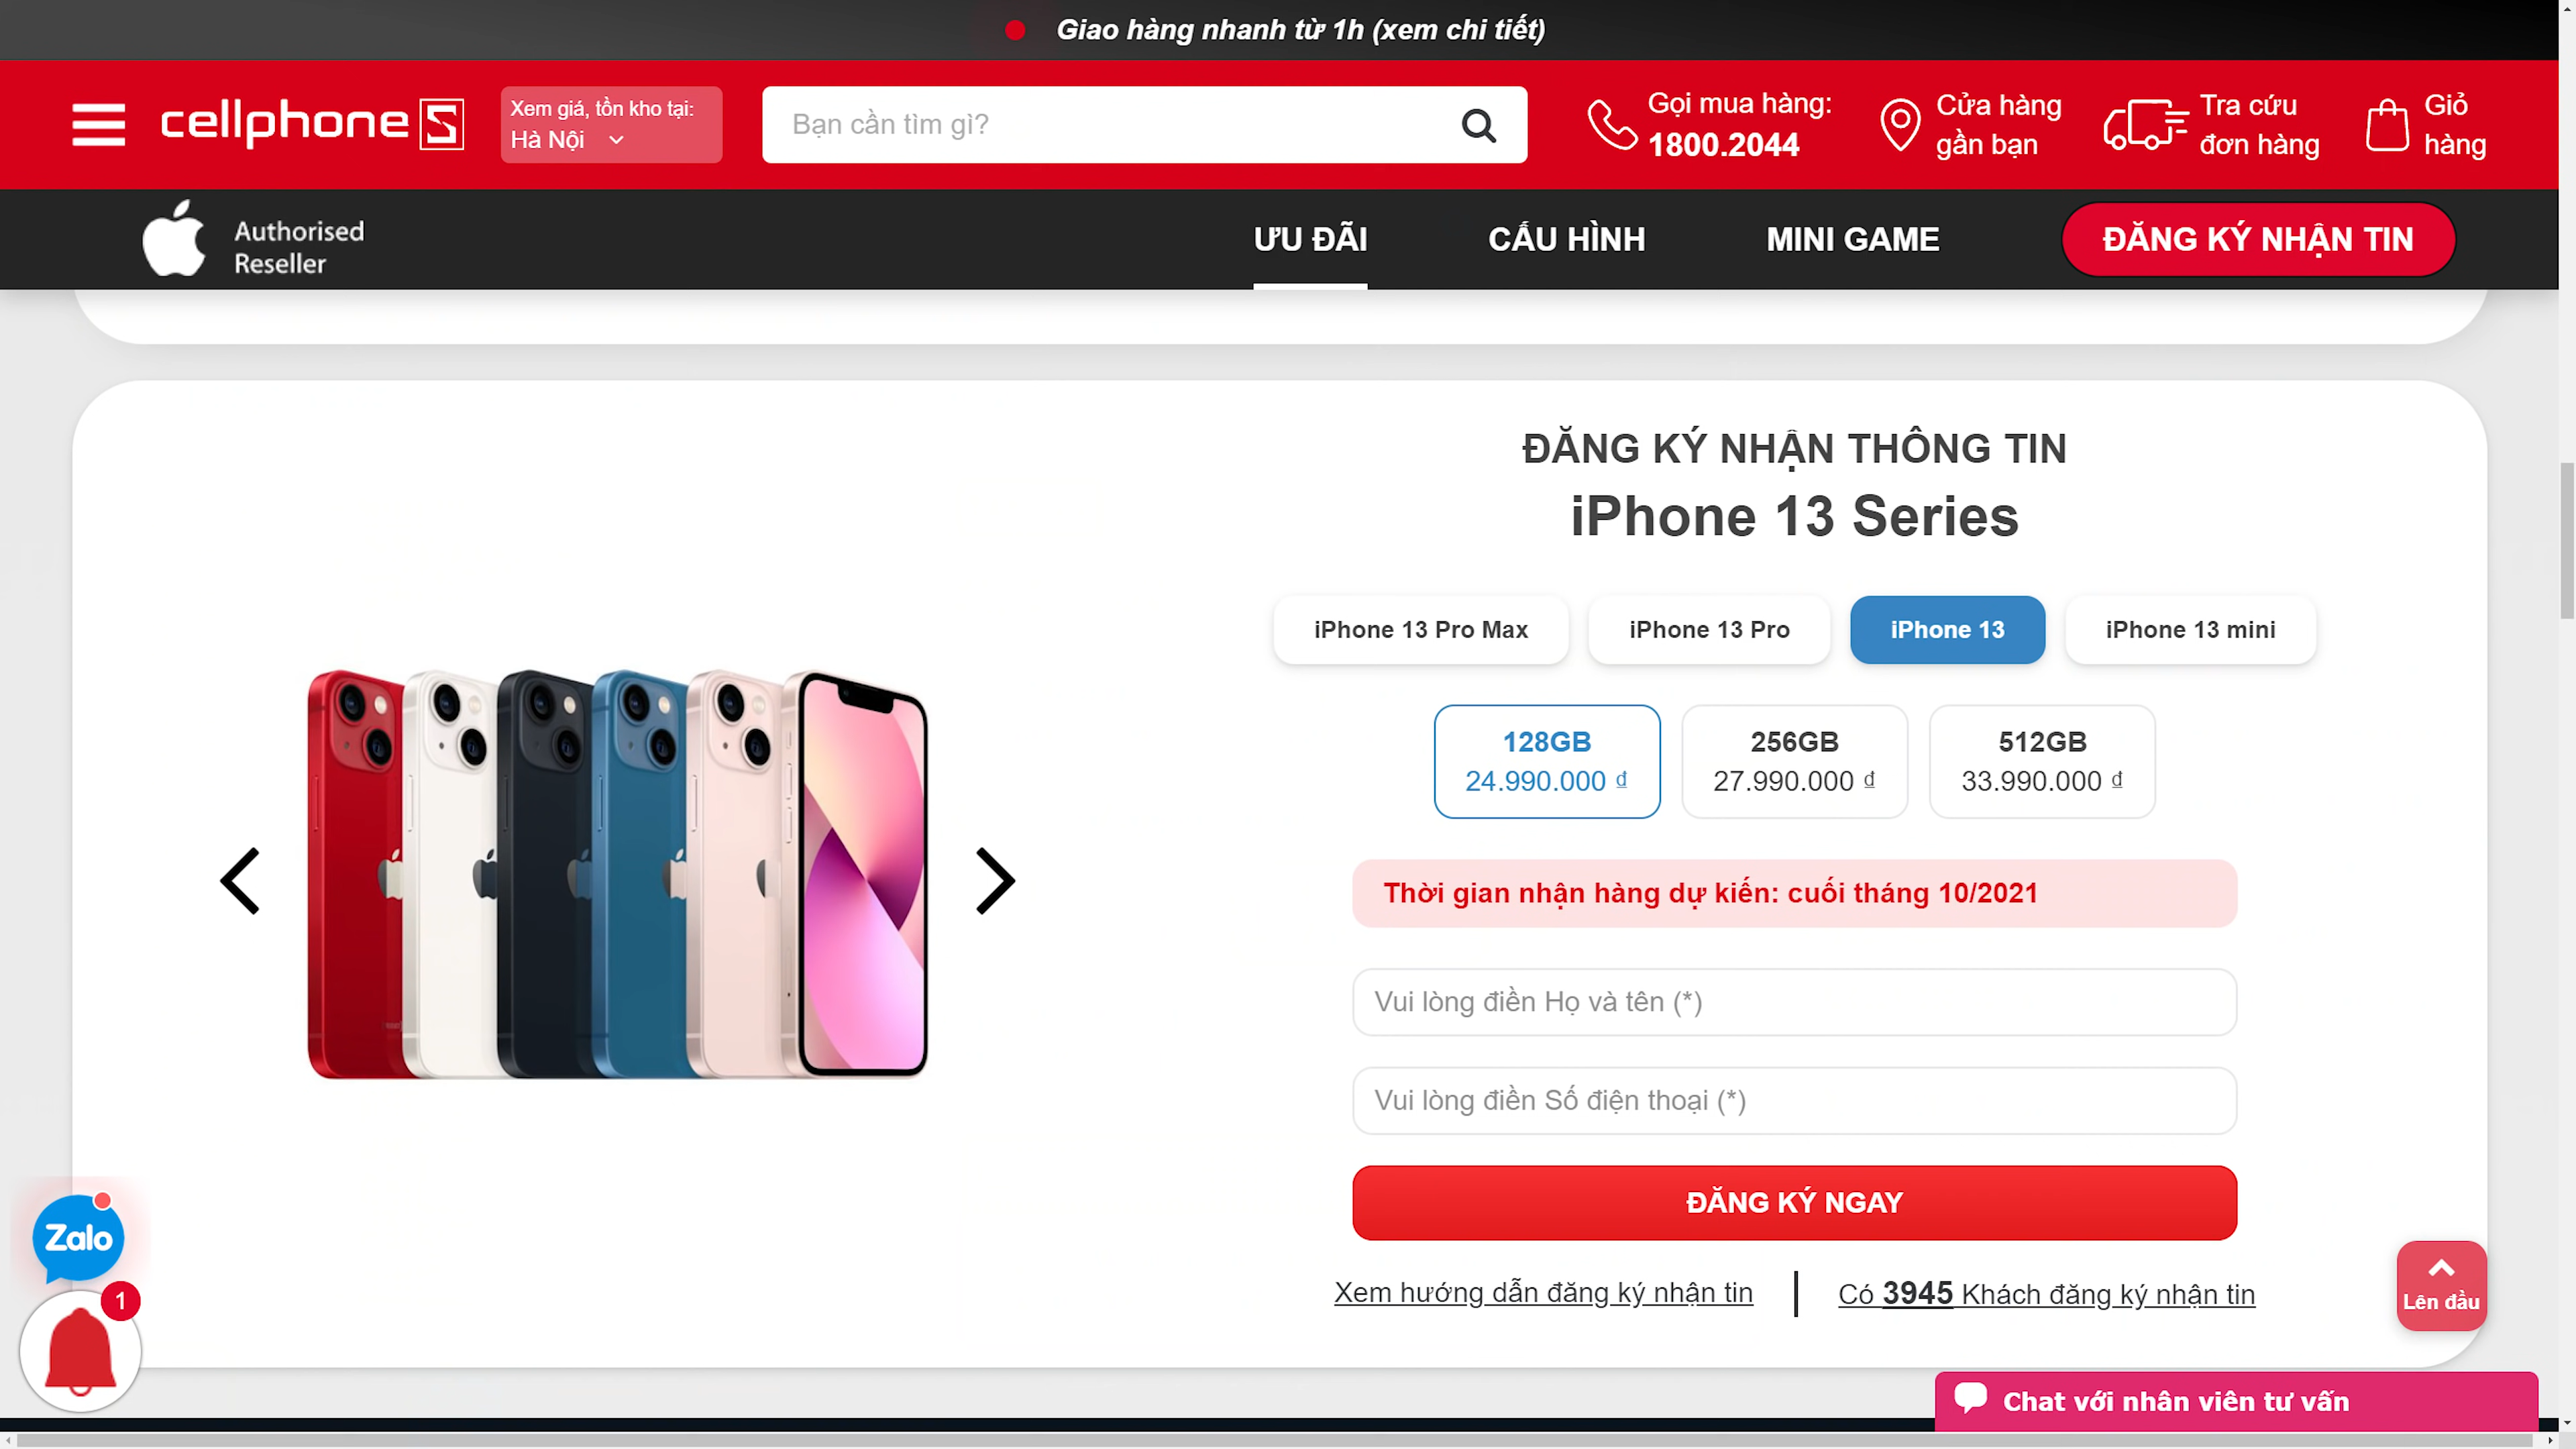 Giao hàng nhanh từ 1h (xem chi tiết)
cellphoneS
Xem giá, tồn kho tại:
Hà Nội
Bạn cần tìm gì?
Gọi mua hàng:
1800.2044
Cửa hàng
gần bạn
Tra cứu
đơn hàng
Giỏ
hàng
Authorised
Reseller
ƯU ĐÃI
CẤU HÌNH
MINI GAME
ĐĂNG KÝ NHẬN TIN
ĐĂNG KÝ NHẬN THÔNG TIN
iPhone 13 Series
iPhone 13 Pro Max
iPhone 13 Pro
iPhone 13
iPhone 13 mini
128GB
24.990.000 ₫
256GB
27.990.000 ₫
512GB
33.990.000 ₫
Thời gian nhận hàng dự kiến: cuối tháng 10/2021
Vui lòng điền Họ và tên (*)
Vui lòng điền Số điện thoại (*)
ĐĂNG KÝ NGAY
Xem hướng dẫn đăng ký nhận tin
Có 3945 Khách đăng ký nhận tin
Zalo
1
Lên đầu
Chat với nhân viên tư vấn